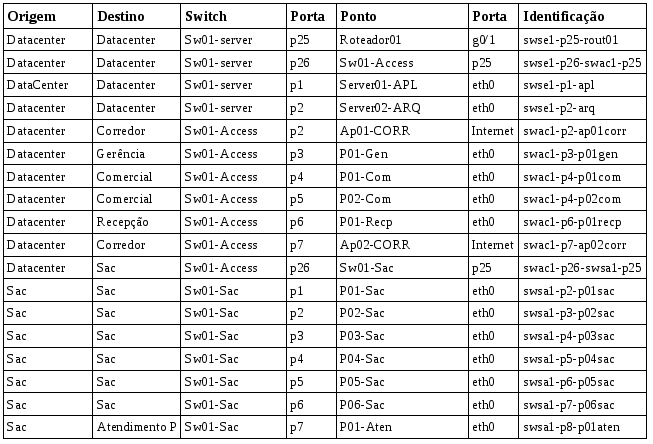 Origem Destino Switch Porta Ponto Porta Identificação
Datacenter Datacenter Sw01-server p25 Roteador01 g0/1 swse1-p25-rout01
Datacenter Datacenter Sw01-server p26 Sw01-Access p25 swse1-p26-swac1-p25
DataCenter Datacenter Sw01-server p1 Server01-APL eth0 swse1-p1-apl
Datacenter Datacenter Sw01-server p2 Server02-ARQ eth0 swse1-p2-arq
Datacenter Corredor Sw01-Access p2 Ap01-CORR Internet swac1-p2-ap01corr
Datacenter Gerência Sw01-Access p3 P01-Gen eth0 swac1-p3-p01gen
Datacenter Comercial Sw01-Access p4 P01-Com eth0 swac1-p4-p01com
Datacenter Comercial Sw01-Access p5 P02-Com eth0 swac1-p4-p02com
Datacenter Recepção Sw01-Access p6 P01-Recp eth0 swac1-p6-p01recp
Datacenter Corredor Sw01-Access p7 Ap02-CORR Internet swac1-p7-ap02corr
Datacenter Sac Sw01-Access p26 Sw01-Sac p25 swac1-p26-swsa1-p25
Sac Sac Sw01-Sac p1 P01-Sac eth0 swsa1-p2-p01sac
Sac Sac Sw01-Sac p2 P02-Sac eth0 swsa1-p3-p02sac
Sac Sac Sw01-Sac p3 P03-Sac eth0 swsa1-p4-p03sac
Sac Sac Sw01-Sac p4 P04-Sac eth0 swsa1-p5-p04sac
Sac Sac Sw01-Sac p5 P05-Sac eth0 swsa1-p6-p05sac
Sac Sac Sw01-Sac p6 P06-Sac eth0 swsa1-p7-p06sac
Sac Atendimento P Sw01-Sac p7 P01-Aten eth0 swsa1-p8-p01aten